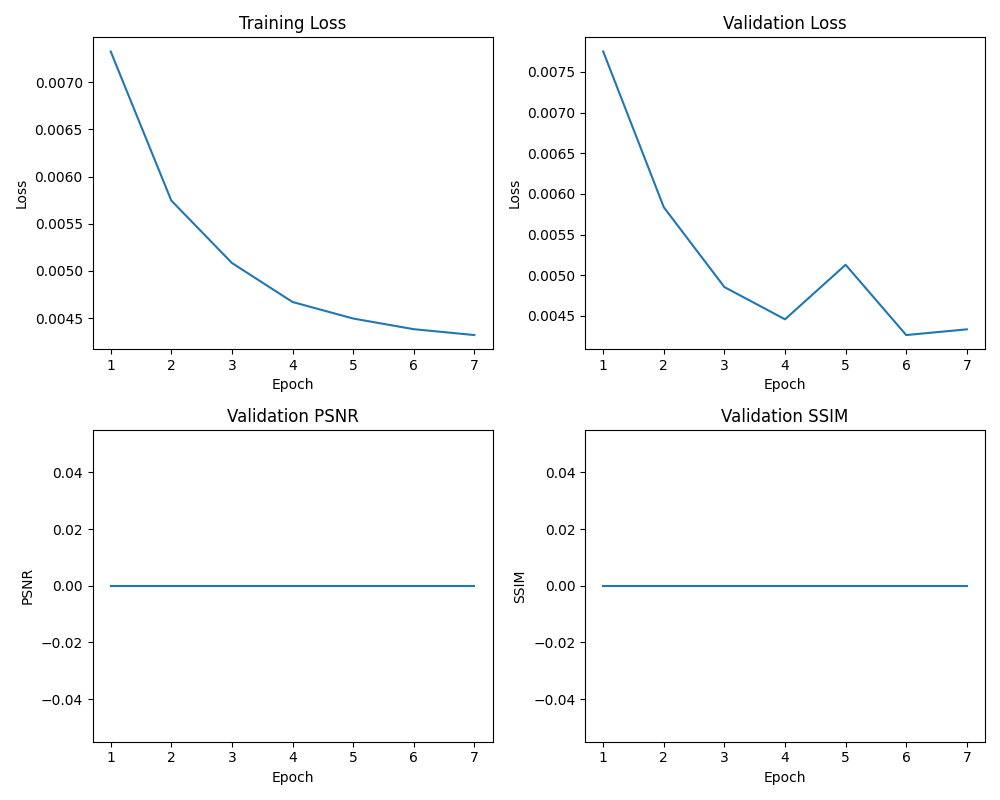 Training Loss
Loss
0.0070
0.0065
0.0060
0.0055
0.0050
0.0045
1 2 3 4 5 6 7
Epoch
Validation Loss
Loss
0.0075
0.0070
0.0065
0.0060
0.0055
0.0050
0.0045
1 2 3 4 5 6 7
Epoch
Validation PSNR
PSNR
0.04
0.02
0.00
−0.02
−0.04
1 2 3 4 5 6 7
Epoch
Validation SSIM
SSIM
0.04
0.02
0.00
−0.02
−0.04
1 2 3 4 5 6 7
Epoch